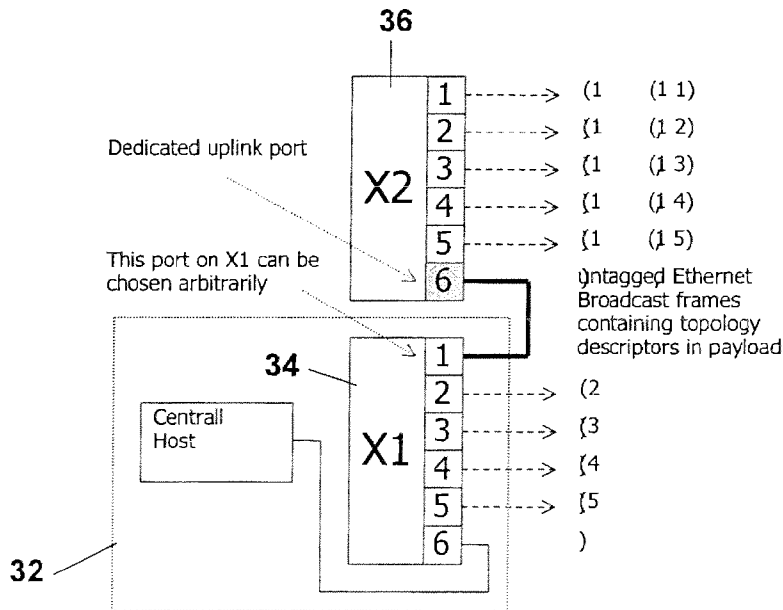 36
1 (1 (1 1)
2 (1 (1 2)
Dedicated uplink port
3 (1 (1 3)
X2
4 (1 (1 4)
5 (1 (1 5)
This port on X1 can be
chosen arbitrarily
6
Untagged Ethernet
Broadcast frames
containing topology
descriptors in payload
34
1
2 (2
Centrall
Host
3 (3
X1
4 (4
5 (5
6 )
32